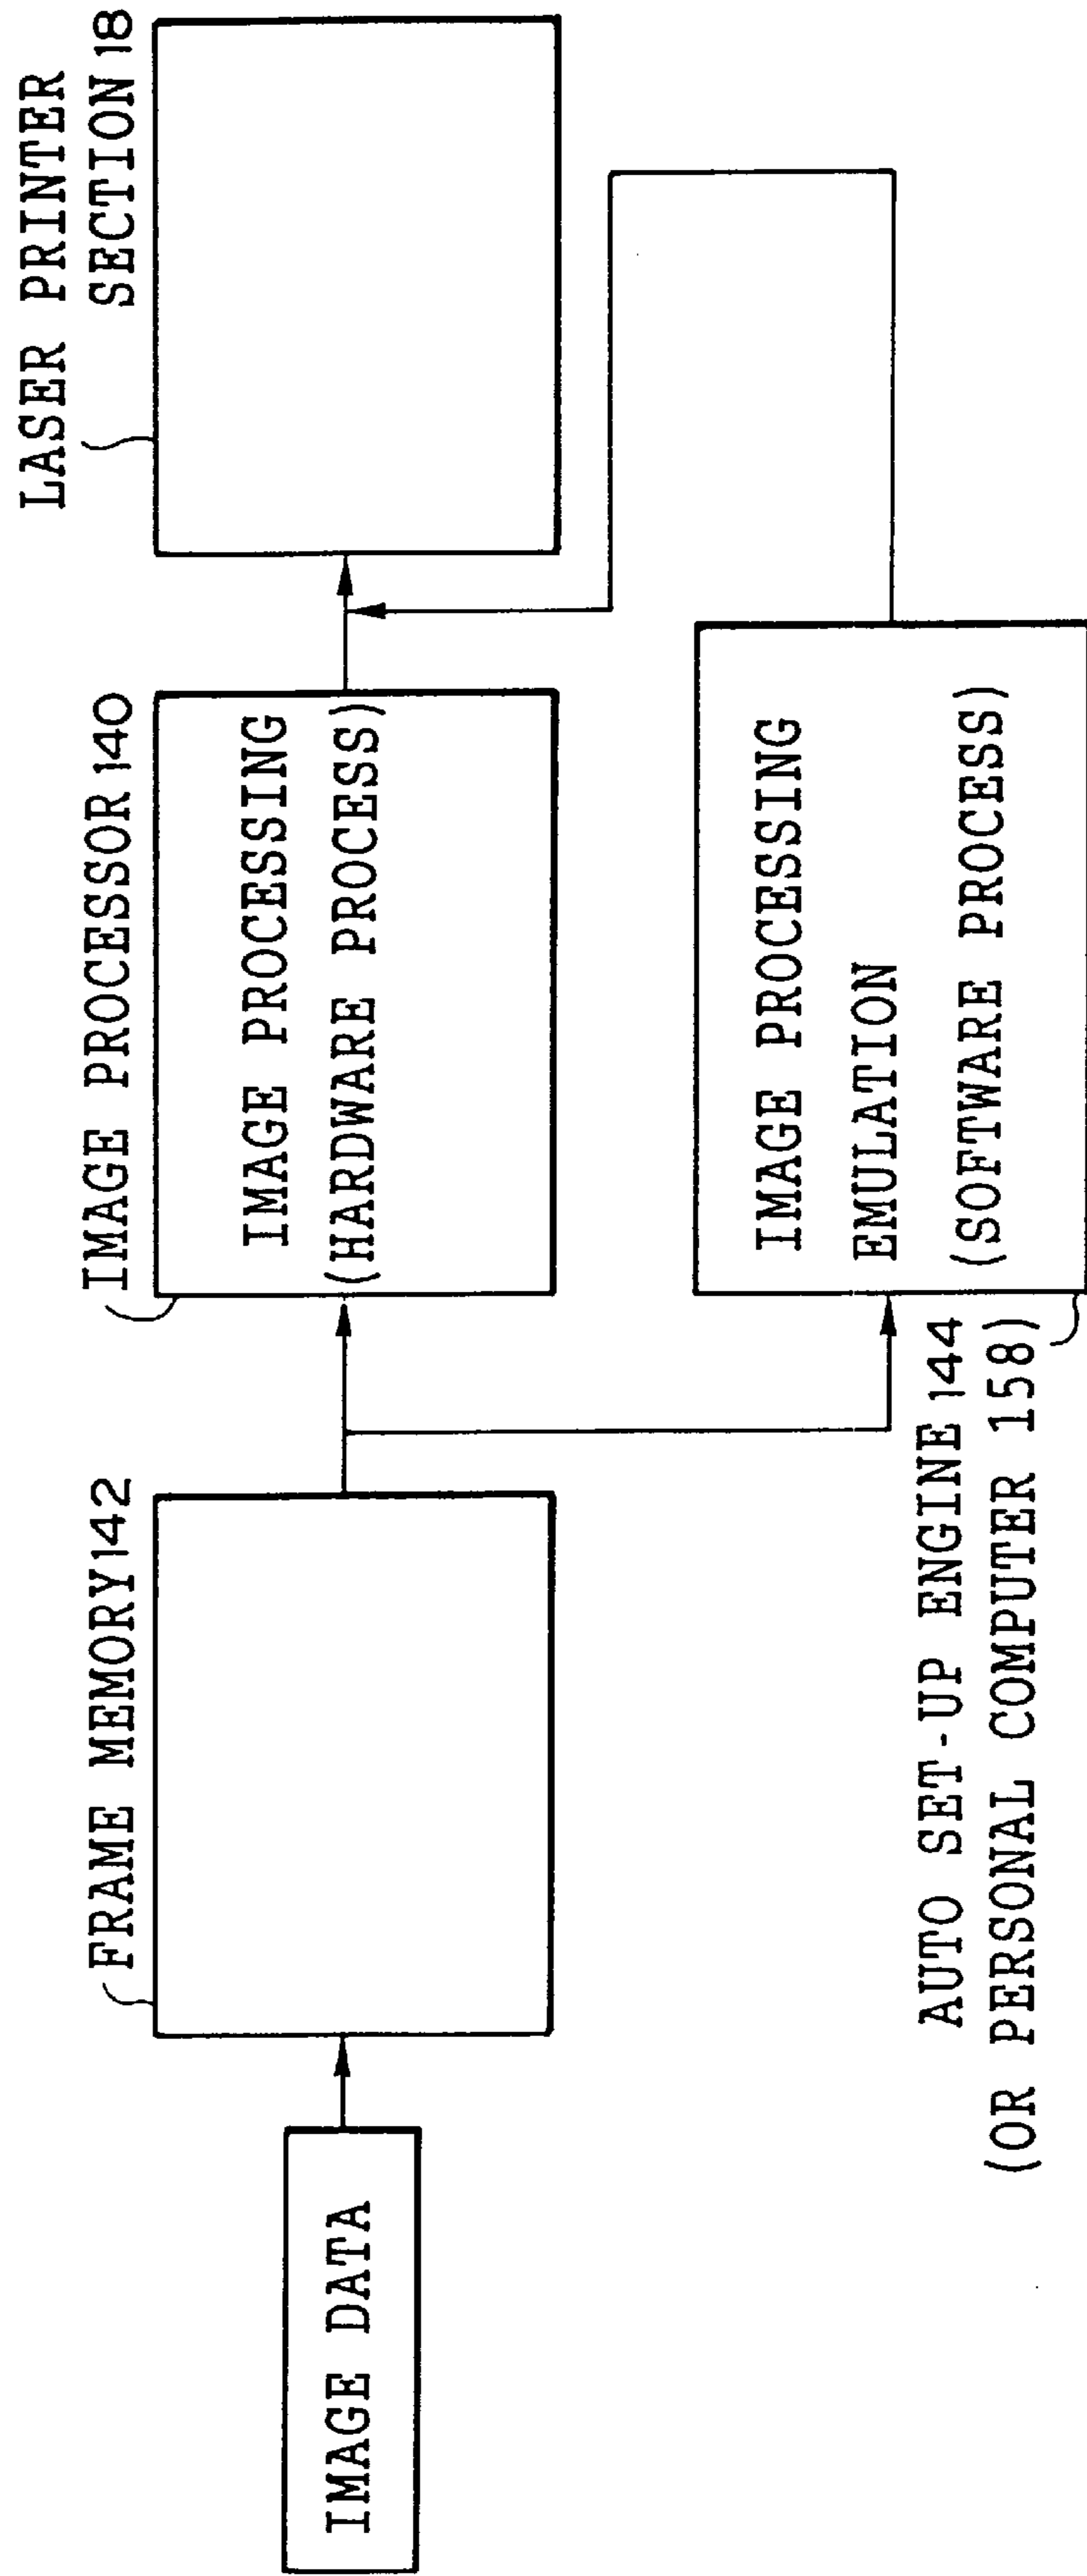 IMAGE DATA
FRAME MEMORY 142
IMAGE PROCESSOR 140
IMAGE PROCESSING
(HARDWARE PROCESS)
LASER PRINTER
SECTION 18
AUTO SET-UP ENGINE 144
(OR PERSONAL COMPUTER 158)
IMAGE PROCESSING
EMULATION
(SOFTWARE PROCESS)